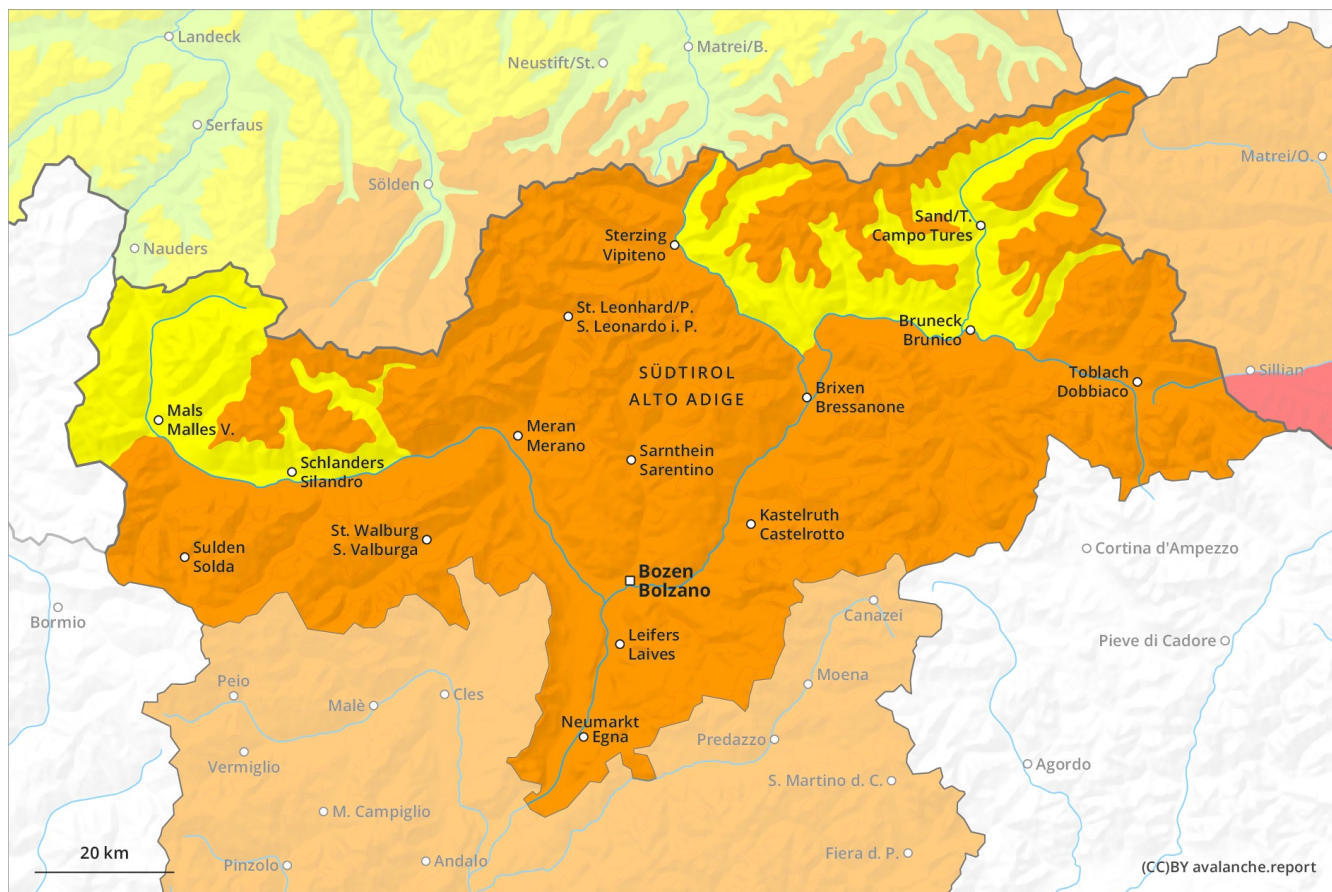 Landeck
Matrei/B.
Neustift/St.
Serfaus
Matrei/O.
Sölden
Sand/T.
Campo Tures
Sterzing
Vipiteno
Nauders
St. Leonhard/P.
S. Leonardo i. P.
Bruneck
Brunico
SÜDTIROL
ALTO ADIGE
Toblach
Dobbiaco
Sillian
Brixen
Bressanone
Mals
Malles V.
Meran
Merano
Schlanders
Silandro
Sarnthein
Sarentino
Kastelruth
Castelrotto
St. Walburg
S. Valburga
Sulden
Solda
Cortina d'Ampezzo
Bozen
Bolzano
Bormio
Canazei
Leifers
Laives
Pieve di Cadore
Peio
Moena
Cles
Malè
Neumarkt
Egna
Predazzo
Vermiglio
Agordo
S. Martino d. C.
M. Campiglio
20 km
Andalo
Fiera d. P.
Pinzolo
(CC)BY avalanche.report